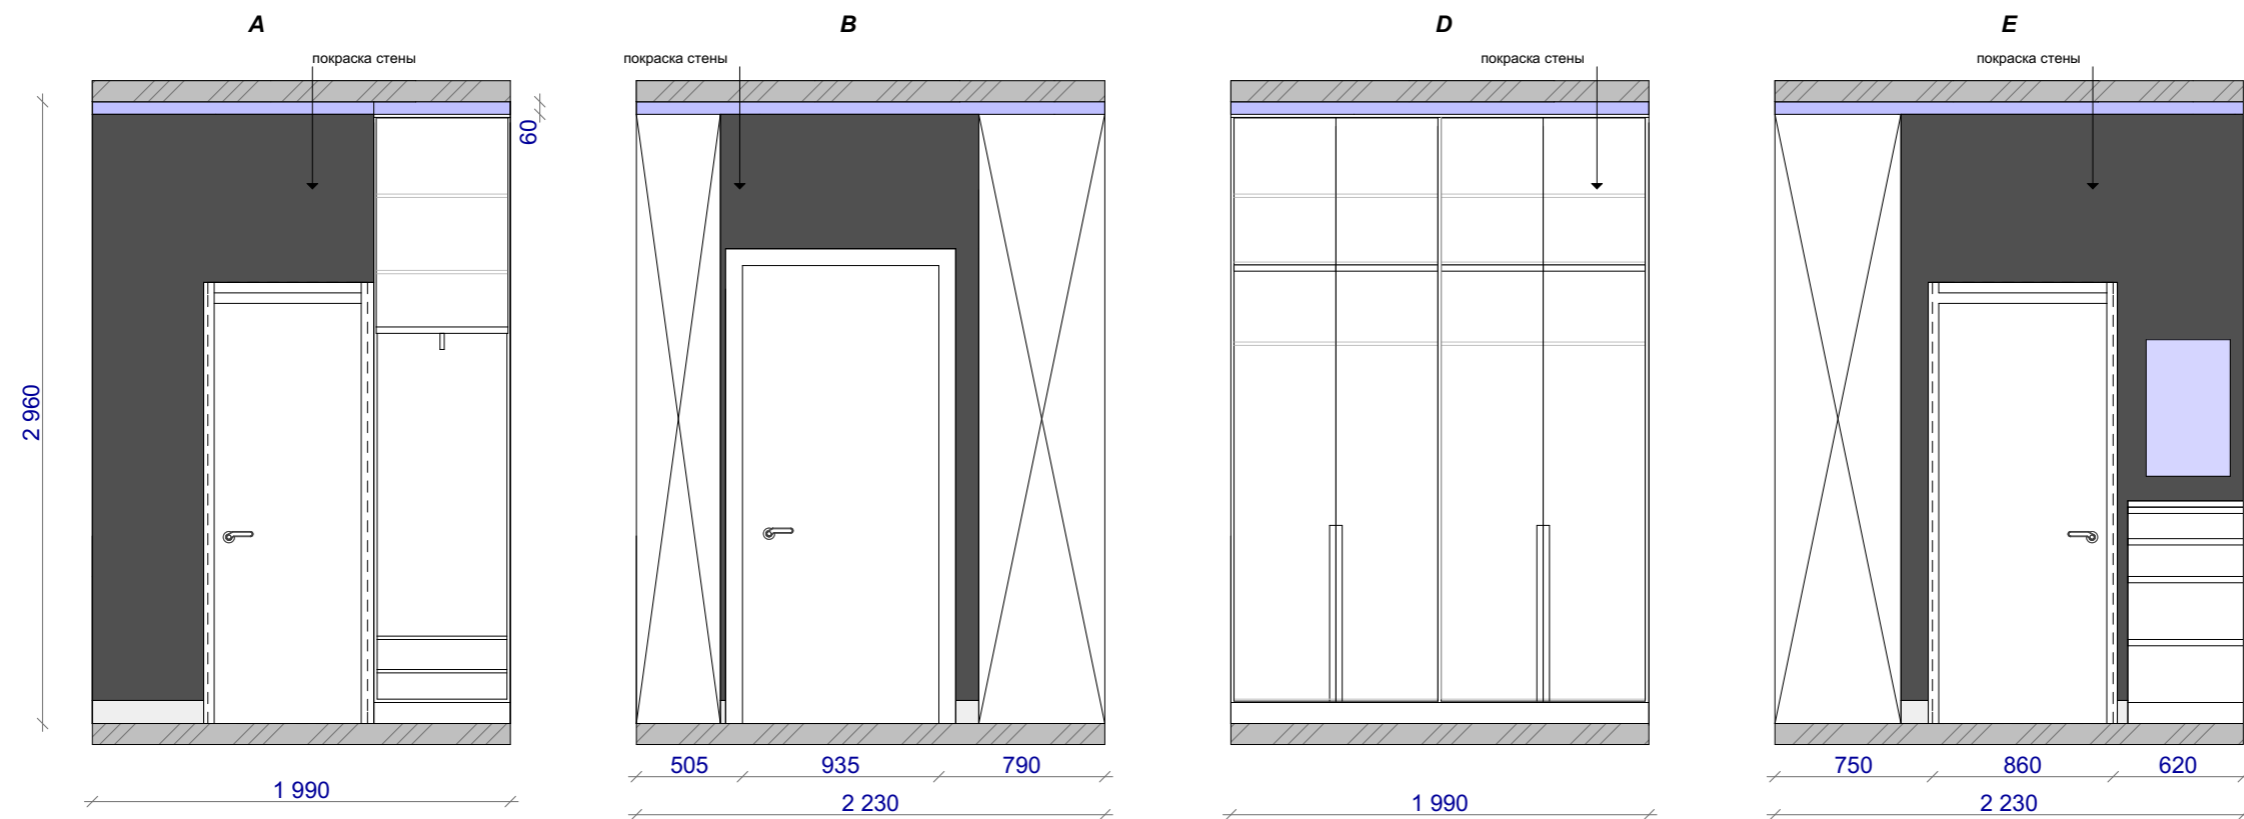 A
B
D
E
покраска стены
покраска стены
покраска стены
покраска стены
60
2 960
505
935
790
750
860
620
1 990
2 230
1 990
2 230